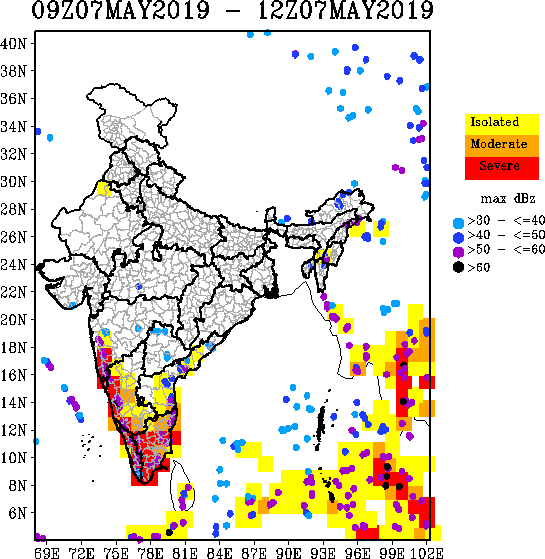 09Z07MAY2019 - 12Z07MAY2019
40N
38N
36N
34N
32N
30N
28N
26N
24N
22N
20N
18N
16N
14N
12N
10N
8N
6N
69E 72E 75E 78E 81E 84E 87E 90E 93E 96E 99E 102E
Isolated
Moderate
Severe
max dBz
>30 - <=40
>40 - <=50
>50 - <=60
>60